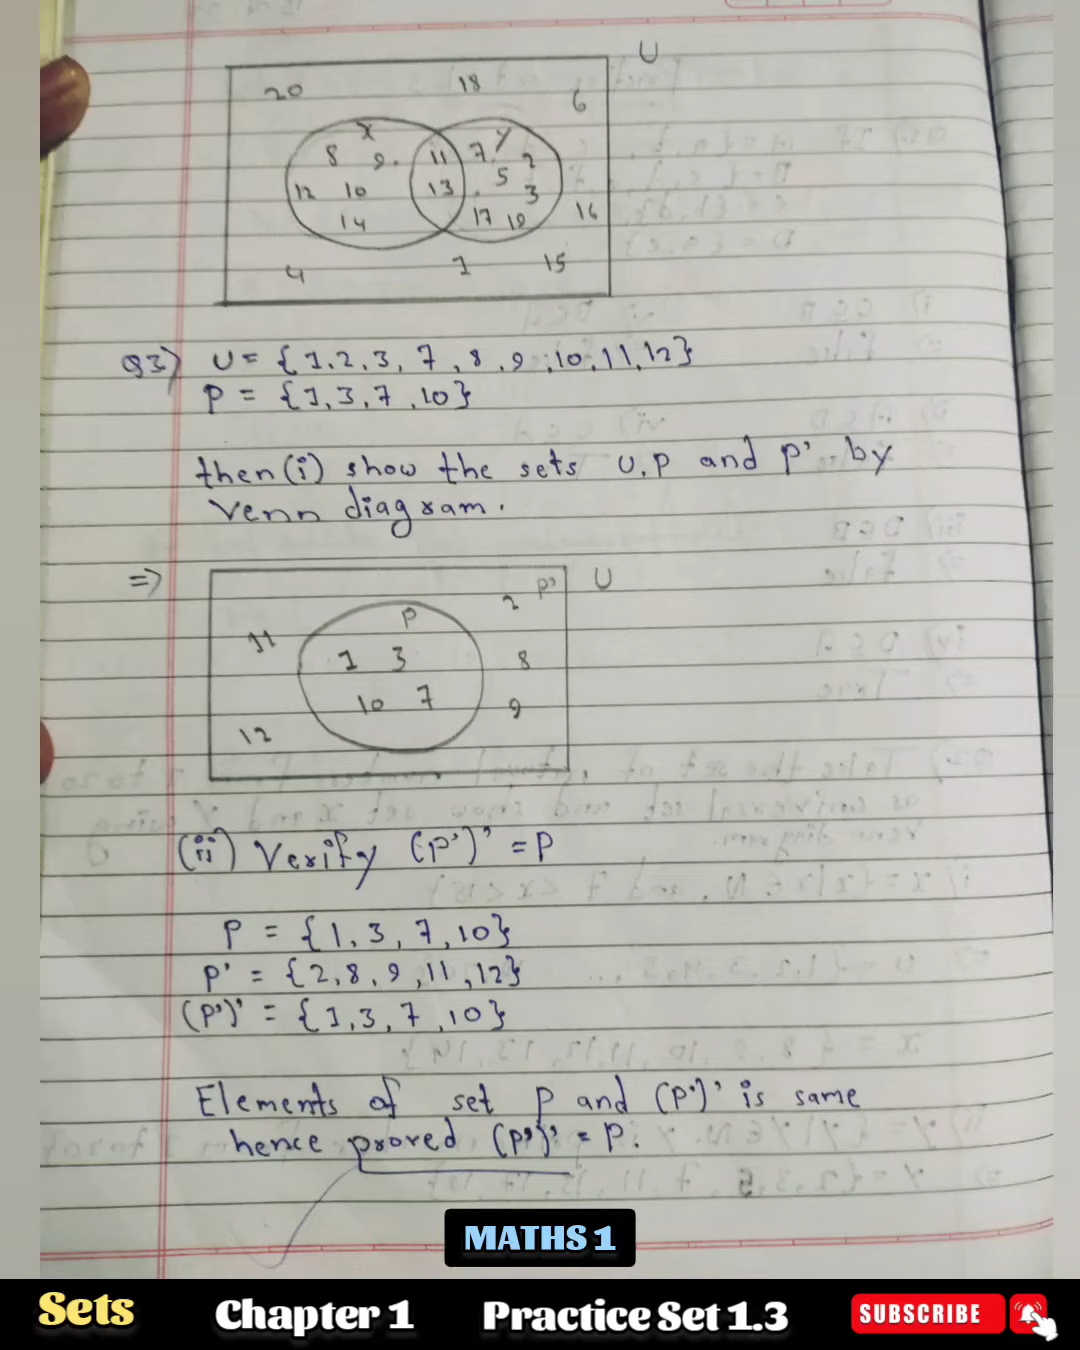 U
20 18 6
X Y
8 9. 11 7. 2
12 10 13 . 5 3
14 17 19 16
4 1 15
Q3) U = {1,2,3,7,8,9,10,11,12}
P = {1,3,7,10}
then (i) show the sets U,P and P' by
Venn diagram.
=> P' U
P 2
11 1 3 8
10 7 9
12
(ii) Verify (P')' = P
P = {1,3,7,10}
P' = {2,8,9,11,12}
(P')' = {1,3,7,10}
Elements of set P and (P')' is same
hence proved (P')' = P.
MATHS 1
Sets Chapter 1 Practice Set 1.3 SUBSCRIBE